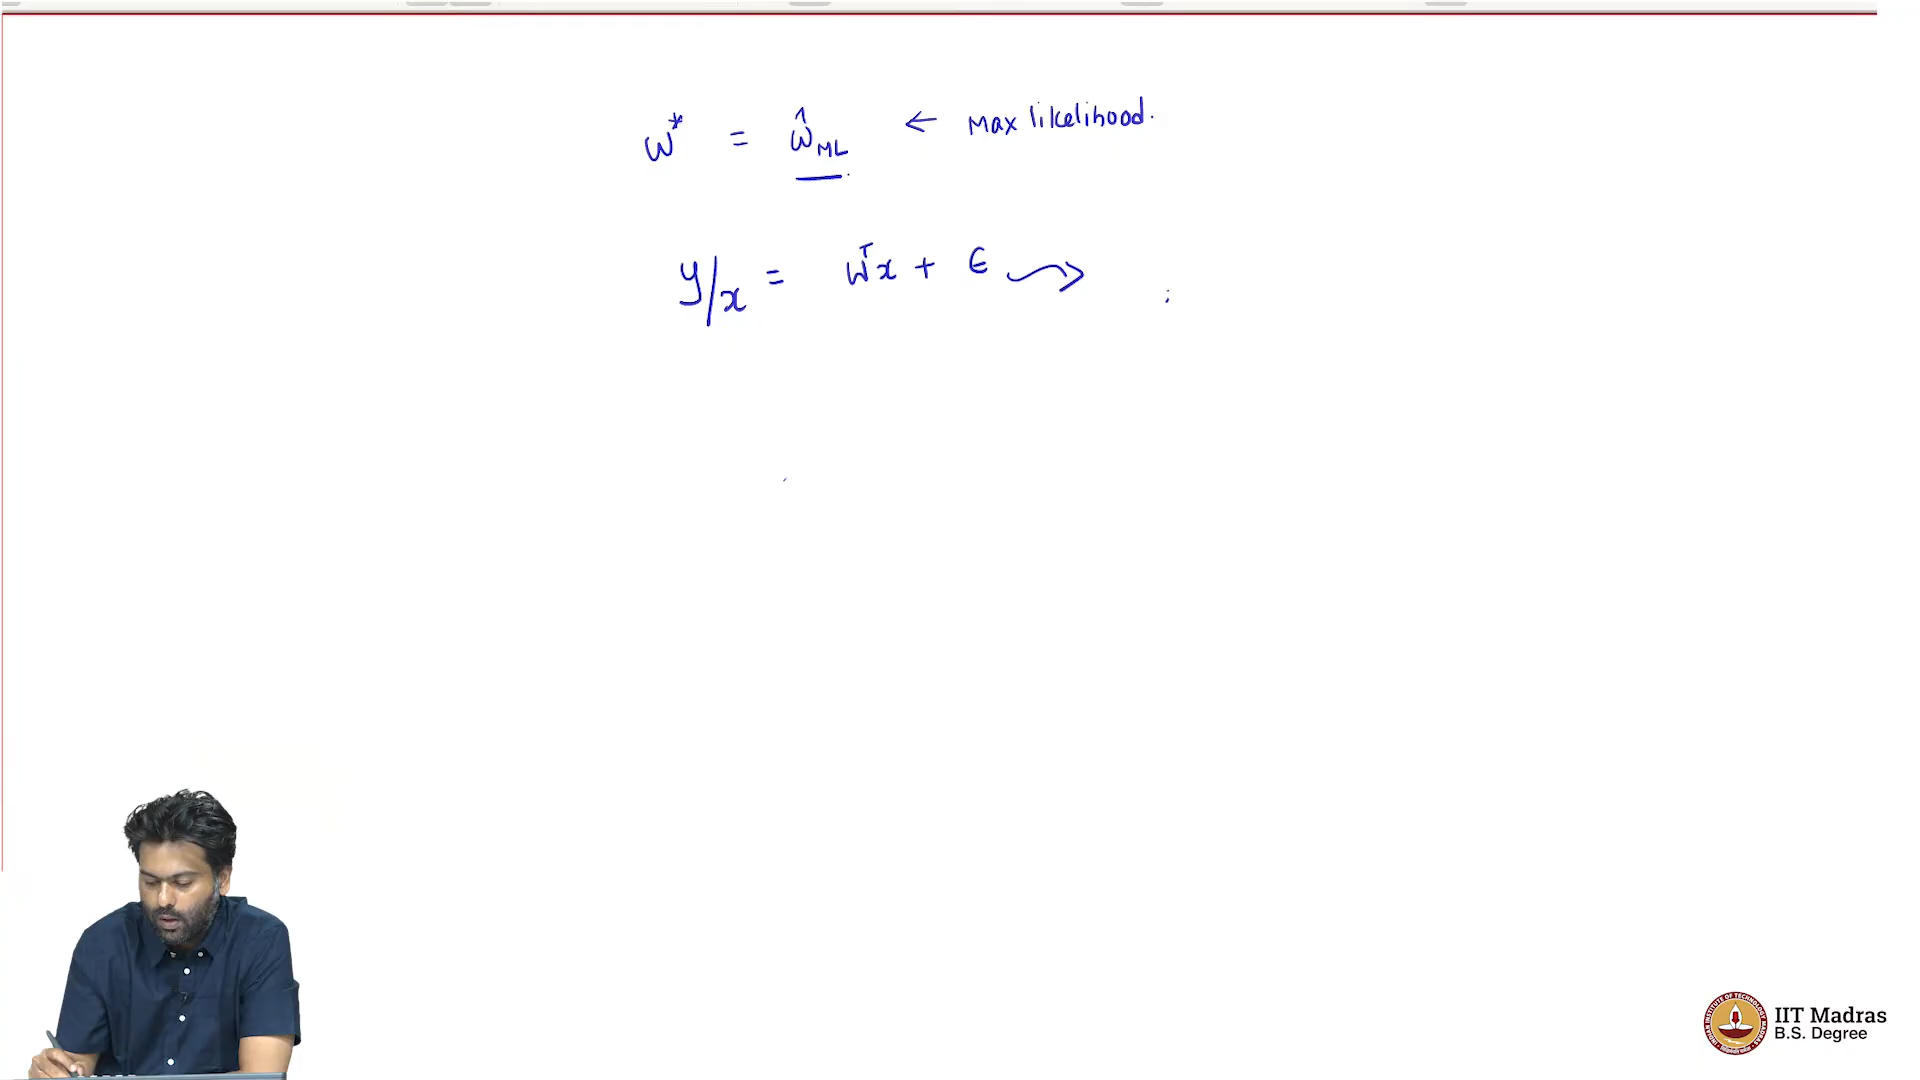 w* = ŵ_ML ← Max likelihood.
y/x = wᵀx + ϵ ⇝
IIT Madras
B.S. Degree